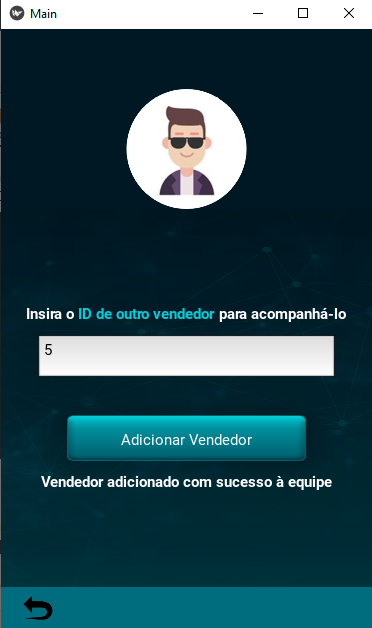 Main
Insira o ID de outro vendedor para acompanhá-lo
5
Adicionar Vendedor
Vendedor adicionado com sucesso à equipe